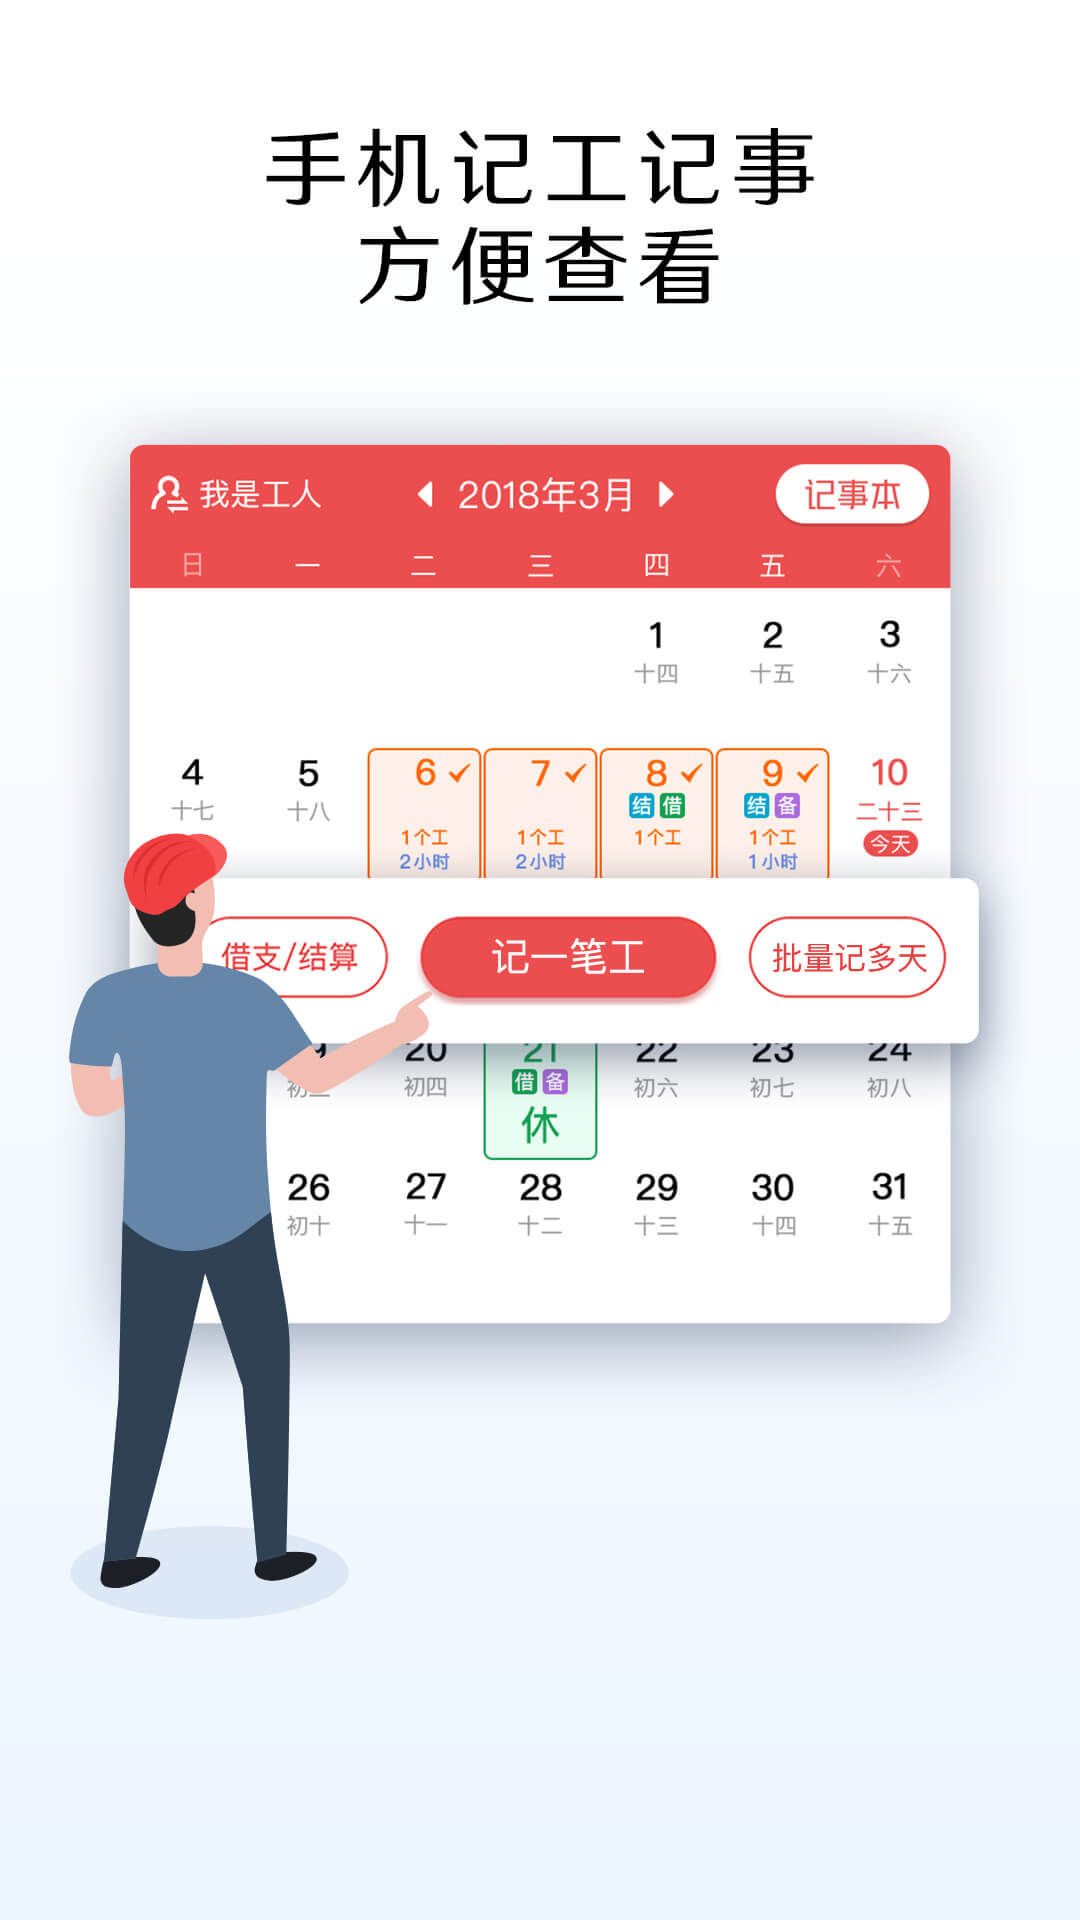 手机记工记事
方便查看
我是工人 2018年3月 记事本
日 一 二 三 四 五 六
1 2 3
十四 十五 十六
4 5 6 7 8 9 10
十七 十八 结 借 结 备 二十三
1个工 1个工 1个工 1个工 今天
2小时 2小时 1小时
借支/结算 记一笔工 批量记多天
20 21 22 23 24
初四 借 备 初六 初七 初八
休
26 27 28 29 30 31
初十 十一 十二 十三 十四 十五